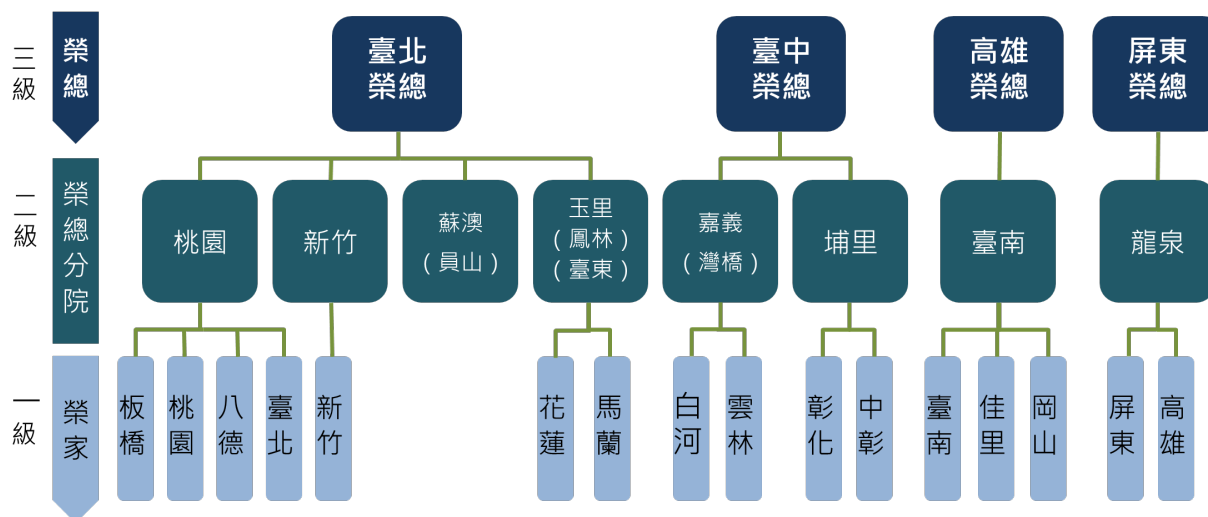 三級
榮總
臺北
榮總
臺中
榮總
高雄
榮總
屏東
榮總
二級
榮總分院
桃園
新竹
蘇澳
(員山)
玉里
(鳳林)
(臺東)
嘉義
(灣橋)
埔里
臺南
龍泉
一級
榮家
板橋
桃園
八德
臺北
新竹
花蓮
馬蘭
白河
雲林
彰化
中彰
臺南
佳里
岡山
屏東
高雄